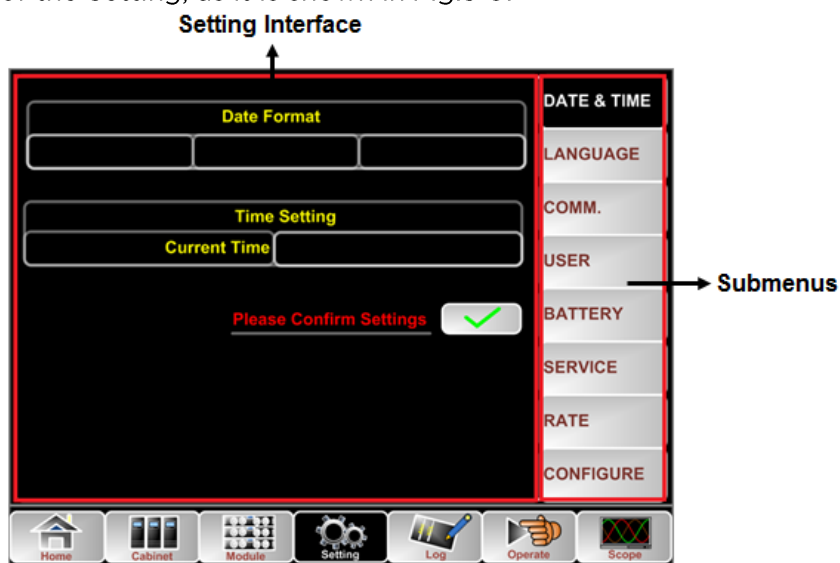 Setting Interface
DATE & TIME
Date Format
LANGUAGE
COMM.
Time Setting
Current Time
USER
Submenus
BATTERY
Please Confirm Settings
SERVICE
RATE
CONFIGURE
Home Cabinet Module Setting Log Operate Scope